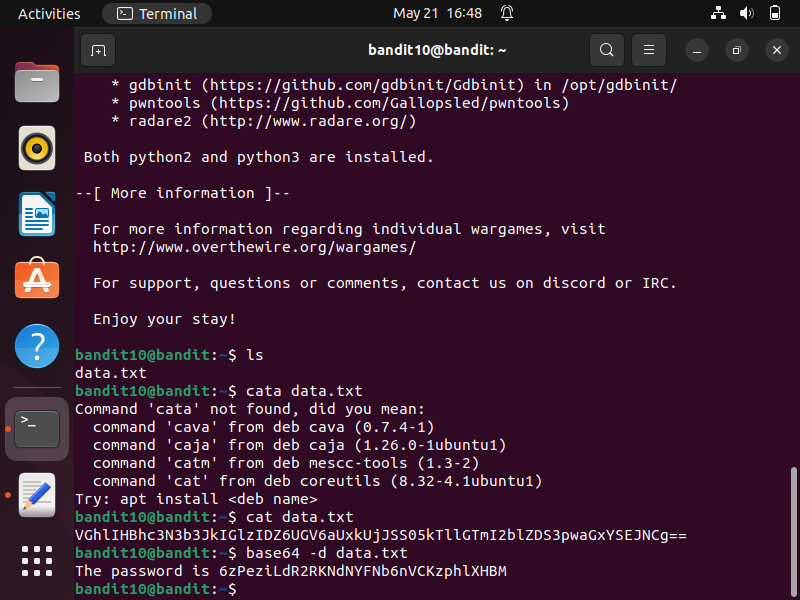 Activities
Terminal
May 21 16:48
bandit10@bandit: ~
* gdbinit (https://github.com/gdbinit/Gdbinit) in /opt/gdbinit/
* pwntools (https://github.com/Gallopsled/pwntools)
* radare2 (http://www.radare.org/)
Both python2 and python3 are installed.
--[ More information ]--
For more information regarding individual wargames, visit
http://www.overthewire.org/wargames/
For support, questions or comments, contact us on discord or IRC.
Enjoy your stay!
bandit10@bandit:~$ ls
data.txt
bandit10@bandit:~$ cata data.txt
Command 'cata' not found, did you mean:
command 'cava' from deb cava (0.7.4-1)
command 'caja' from deb caja (1.26.0-1ubuntu1)
command 'catm' from deb mescc-tools (1.3-2)
command 'cat' from deb coreutils (8.32-4.1ubuntu1)
Try: apt install <deb name>
bandit10@bandit:~$ cat data.txt
VGhlIHBhc3N3b3JkIGlzIDZ6UGV6aUxkUjJSS05kTllGTmI2blZDS3pwaGxYSEJNCg==
bandit10@bandit:~$ base64 -d data.txt
The password is 6zPeziLdR2RKNdNYFNb6nVCKzphlXHBM
bandit10@bandit:~$